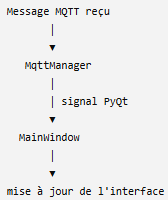 Message MQTT reçu
│
▼
MqttManager
│
│ signal PyQt
▼
MainWindow
│
▼
mise à jour de l'interface